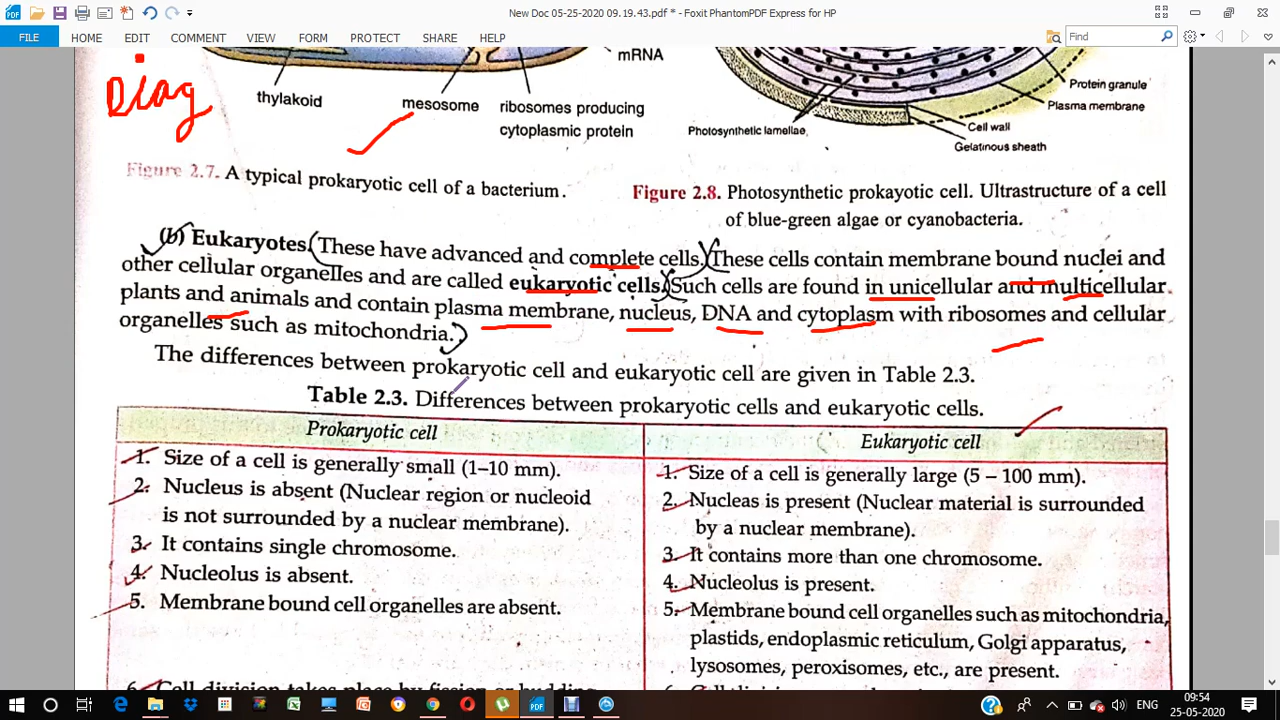 New Doc 05-25-2020 09.19.43.pdf * - Foxit PhantomPDF Express for HP
FILE HOME EDIT COMMENT VIEW FORM PROTECT SHARE HELP Find
Diag
thylakoid
mesosome
mRNA
ribosomes producing
cytoplasmic protein
Protein granule
Plasma membrane
Photosynthetic lamellae
Cell wall
Gelatinous sheath
Figure 2.7. A typical prokaryotic cell of a bacterium.
Figure 2.8. Photosynthetic prokayotic cell. Ultrastructure of a cell
of blue-green algae or cyanobacteria.
(b) Eukaryotes. These have advanced and complete cells. These cells contain membrane bound nuclei and
other cellular organelles and are called eukaryotic cells. Such cells are found in unicellular and multicellular
plants and animals and contain plasma membrane, nucleus, DNA and cytoplasm with ribosomes and cellular
organelles such as mitochondria.
The differences between prokaryotic cell and eukaryotic cell are given in Table 2.3.
Table 2.3. Differences between prokaryotic cells and eukaryotic cells.
Prokaryotic cell
1. Size of a cell is generally small (1–10 mm).
2. Nucleus is absent (Nuclear region or nucleoid
is not surrounded by a nuclear membrane).
3. It contains single chromosome.
4. Nucleolus is absent.
5. Membrane bound cell organelles are absent.
6. Cell division takes place by fission or budding
Eukaryotic cell
1. Size of a cell is generally large (5 – 100 mm).
2. Nucleas is present (Nuclear material is surrounded
by a nuclear membrane).
3. It contains more than one chromosome.
4. Nucleolus is present.
5. Membrane bound cell organelles such as mitochondria,
plastids, endoplasmic reticulum, Golgi apparatus,
lysosomes, peroxisomes, etc., are present.
ENG
09:54
25-05-2020